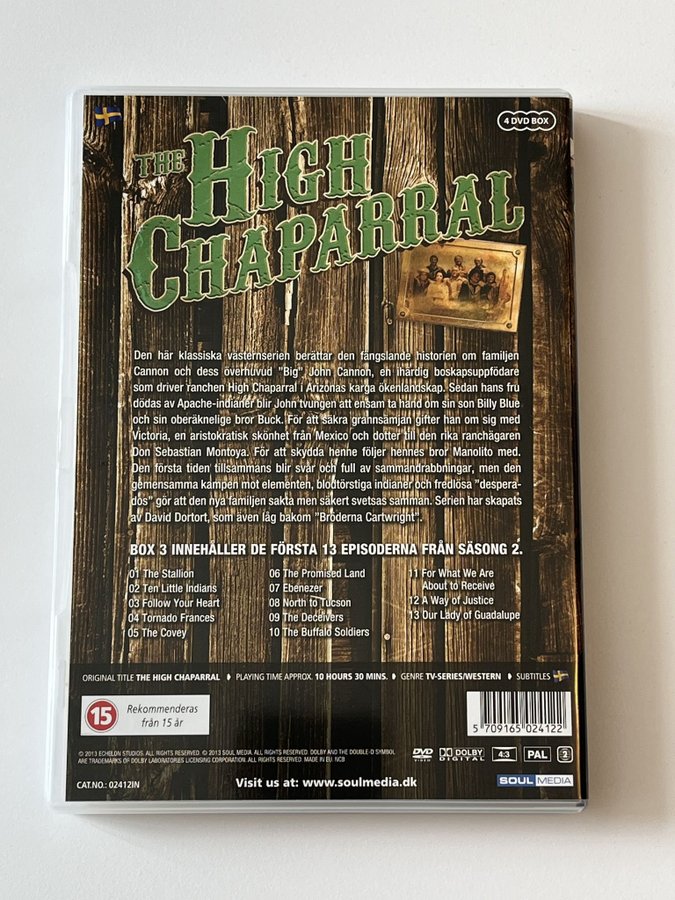 4 DVD BOX
THE HIGH
CHAPARRAL
Den här klassiska västernserien berättar den fängslande historien om familjen
Cannon och dess överhuvud "Big" John Cannon, en ihärdig boskapsuppfödare
som driver ranchen High Chaparral i Arizonas karga ökenlandskap. Sedan hans fru
dödas av Apache-indianer blir John tvungen att ensam ta hand om sin son Billy Blue
och sin oberäknelige bror Buck. För att säkra grannsämjan gifter han om sig med
Victoria, en aristokratisk skönhet från Mexico och dotter till den rika ranchägaren
Don Sebastian Montoya. För att skydda henne följer hennes bror Manolito med.
Den första tiden tillsammans blir svår och full av sammandrabbningar, men den
gemensamma kampen mot elementen, blodtörstiga indianer och fredlösa "despera-
dos" gör att den nya familjen sakta men säkert svetsas samman. Serien har skapats
av David Dortort, som även låg bakom "Bröderna Cartwright".
BOX 3 INNEHÅLLER DE FÖRSTA 13 EPISODERNA FRÅN SÄSONG 2.
01 The Stallion
02 Ten Little Indians
03 Follow Your Heart
04 Tornado Frances
05 The Covey
06 The Promised Land
07 Ebenezer
08 North to Tucson
09 The Deceivers
10 The Buffalo Soldiers
11 For What We Are
About to Receive
12 A Way of Justice
13 Our Lady of Guadalupe
ORIGINAL TITLE THE HIGH CHAPARRAL PLAYING TIME APPROX. 10 HOURS 30 MINS. GENRE TV-SERIES/WESTERN SUBTITLES
15 Rekommenderas
från 15 år
5 709165 024122
© 2013 ECHELON STUDIOS. ALL RIGHTS RESERVED. © 2013 SOUL MEDIA. ALL RIGHTS RESERVED. DOLBY AND THE DOUBLE-D SYMBOL
ARE TRADEMARKS OF DOLBY LABORATORIES LICENSING CORPORATION. ALL RIGHTS RESERVED. MADE IN EU. NCB
DVD VIDEO DOLBY DIGITAL 4:3 PAL 2
CAT.NO.: 02412IN
Visit us at: www.soulmedia.dk
SOUL MEDIA